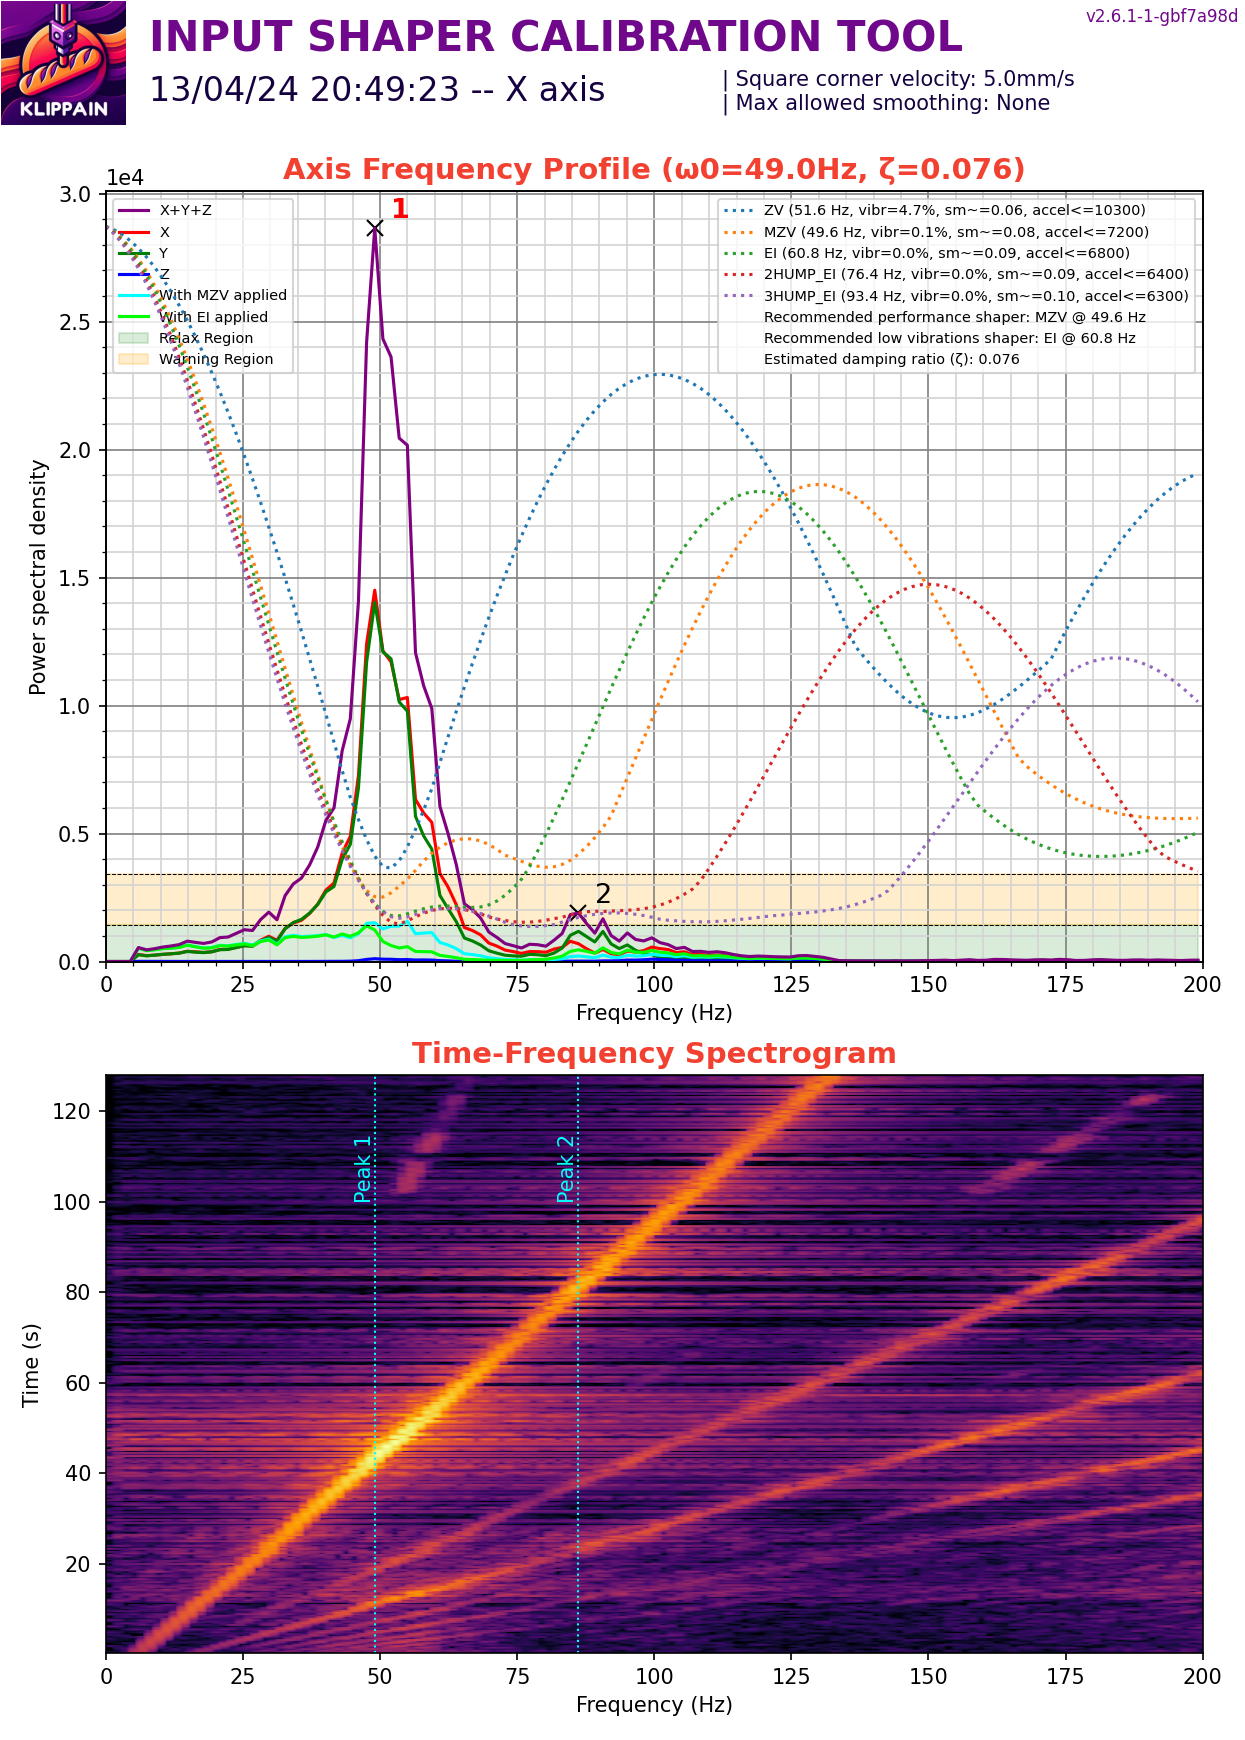 v2.6.1-1-gbf7a98d
INPUT SHAPER CALIBRATION TOOL
KLIPPAIN
13/04/24 20:49:23 -- X axis
| Square corner velocity: 5.0mm/s
| Max allowed smoothing: None
Axis Frequency Profile (ω0=49.0Hz, ζ=0.076)
1e4
3.0
2.5
2.0
1.5
1.0
0.5
0.0
Power spectral density
X+Y+Z
X
Y
Z
With MZV applied
With EI applied
Relax Region
Warning Region
1
2
ZV (51.6 Hz, vibr=4.7%, sm~=0.06, accel<=10300)
MZV (49.6 Hz, vibr=0.1%, sm~=0.08, accel<=7200)
EI (60.8 Hz, vibr=0.0%, sm~=0.09, accel<=6800)
2HUMP_EI (76.4 Hz, vibr=0.0%, sm~=0.09, accel<=6400)
3HUMP_EI (93.4 Hz, vibr=0.0%, sm~=0.10, accel<=6300)
Recommended performance shaper: MZV @ 49.6 Hz
Recommended low vibrations shaper: EI @ 60.8 Hz
Estimated damping ratio (ζ): 0.076
0 25 50 75 100 125 150 175 200
Frequency (Hz)
Time-Frequency Spectrogram
120
100
80
60
40
20
Time (s)
Peak 1
Peak 2
0 25 50 75 100 125 150 175 200
Frequency (Hz)